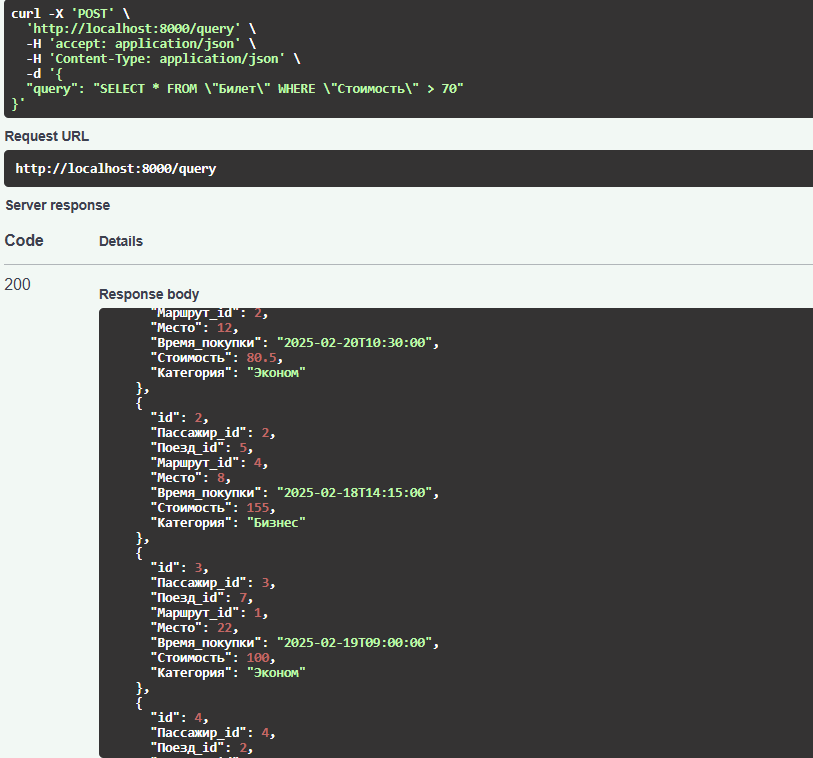 curl -X 'POST' \
'http://localhost:8000/query' \
-H 'accept: application/json' \
-H 'Content-Type: application/json' \
-d '{
"query": "SELECT * FROM \"Билет\" WHERE \"Стоимость\" > 70"
}'
Request URL
http://localhost:8000/query
Server response
Code Details
200
Response body
"Маршрут_id": 2,
"Место": 12,
"Время_покупки": "2025-02-20T10:30:00",
"Стоимость": 80.5,
"Категория": "Эконом"
},
{
"id": 2,
"Пассажир_id": 2,
"Поезд_id": 5,
"Маршрут_id": 4,
"Место": 8,
"Время_покупки": "2025-02-18T14:15:00",
"Стоимость": 155,
"Категория": "Бизнес"
},
{
"id": 3,
"Пассажир_id": 3,
"Поезд_id": 7,
"Маршрут_id": 1,
"Место": 22,
"Время_покупки": "2025-02-19T09:00:00",
"Стоимость": 100,
"Категория": "Эконом"
},
{
"id": 4,
"Пассажир_id": 4,
"Поезд_id": 2,